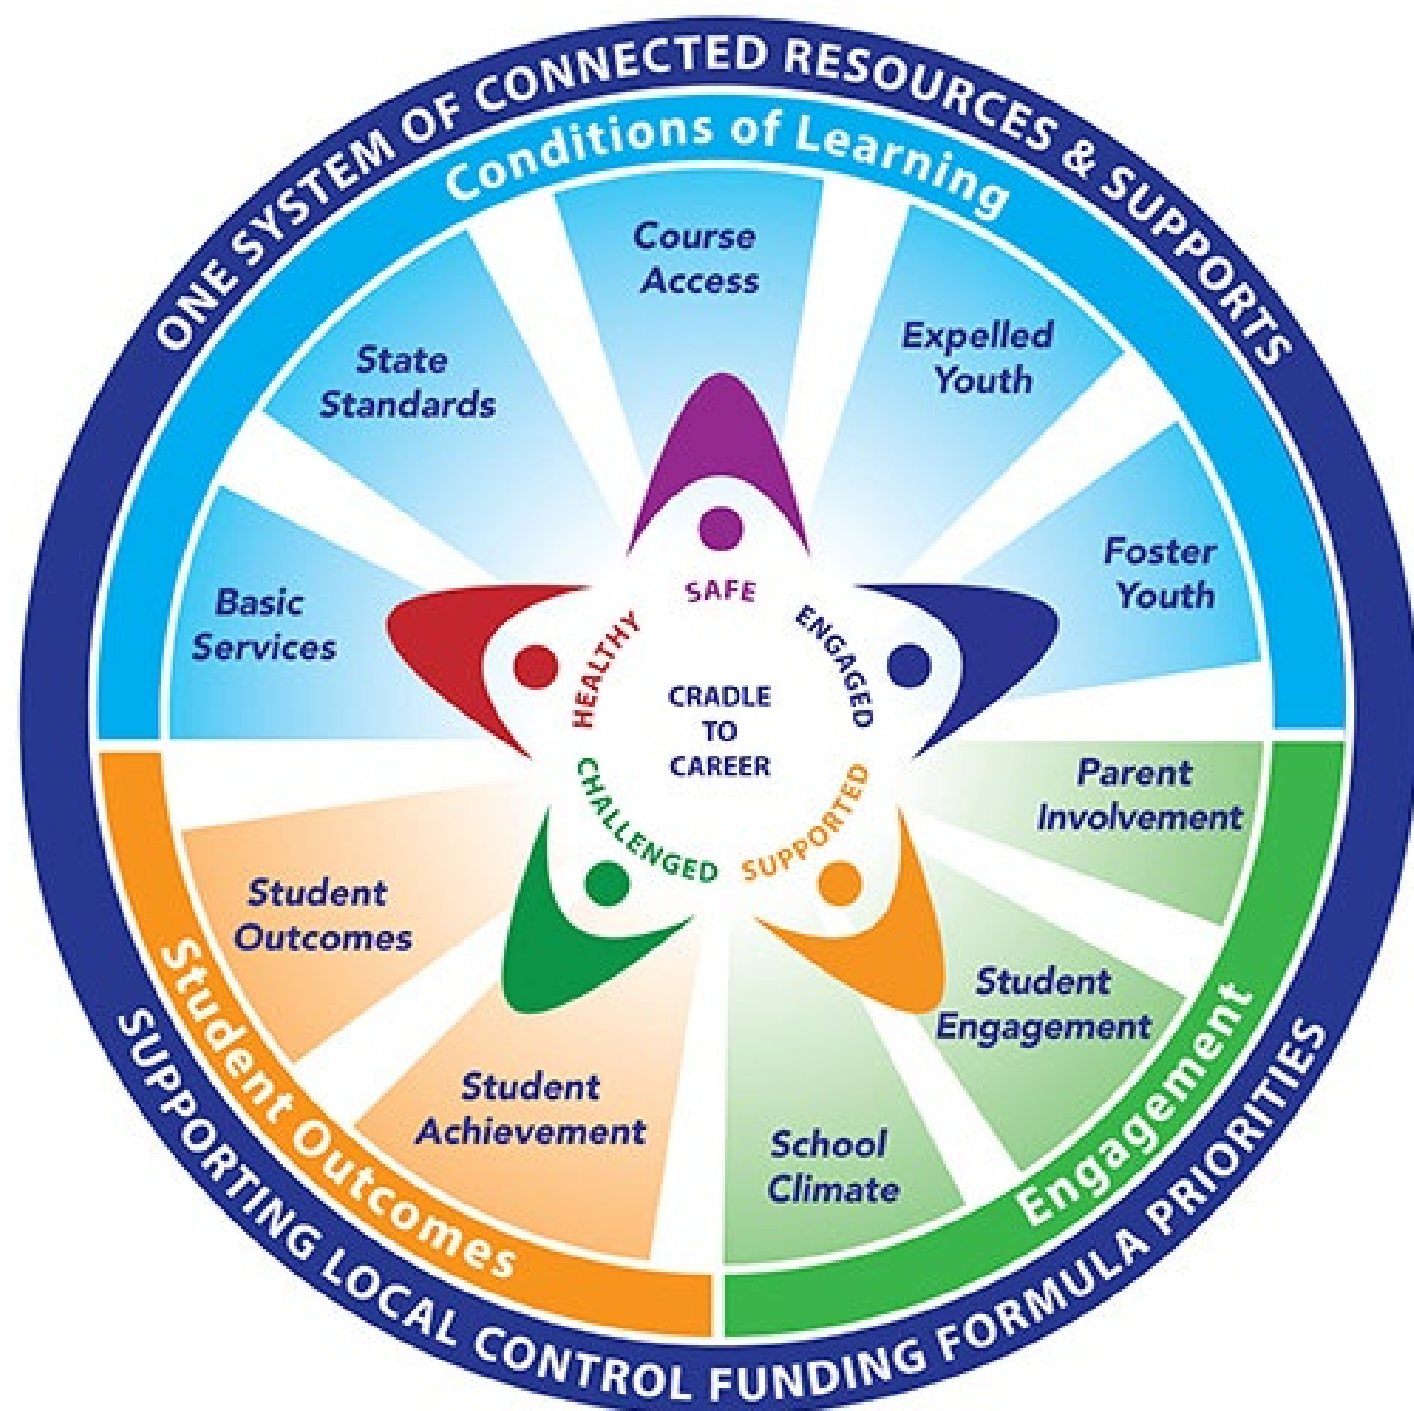 ONE SYSTEM OF CONNECTED RESOURCES & SUPPORTS
Conditions of Learning
Course
Access
State
Standards
Expelled
Youth
Basic
Services
Foster
Youth
SAFE
HEALTHY
ENGAGED
CRADLE
TO
CAREER
CHALLENGED
SUPPORTED
Parent
Involvement
Student
Outcomes
Student
Engagement
Student
Achievement
School
Climate
Student Outcomes
Engagement
SUPPORTING LOCAL CONTROL FUNDING FORMULA PRIORITIES